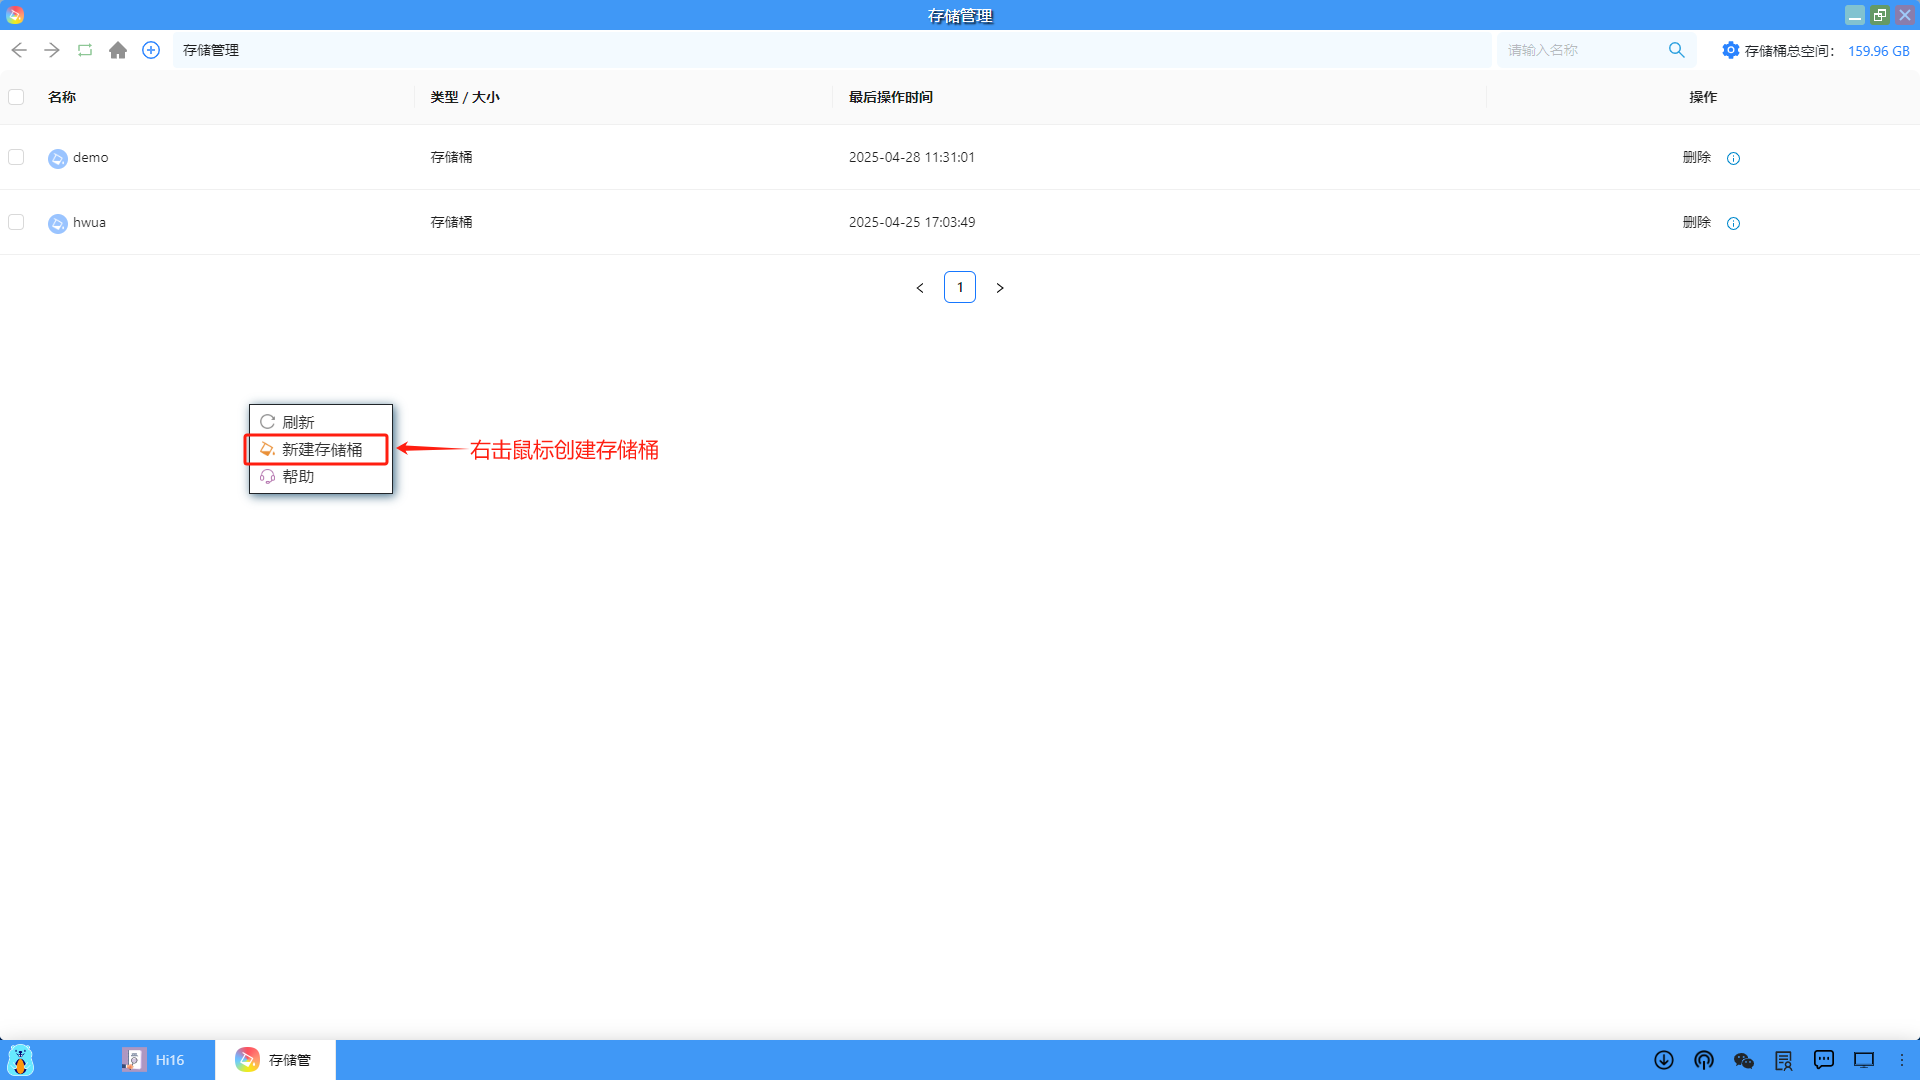 存储管理
存储管理
请输入名称
存储桶总空间： 159.96 GB
名称 类型 / 大小 最后操作时间 操作
demo 存储桶 2025-04-28 11:31:01 删除
hwua 存储桶 2025-04-25 17:03:49 删除
1
刷新
新建存储桶
右击鼠标创建存储桶
帮助
Hi16
存储管